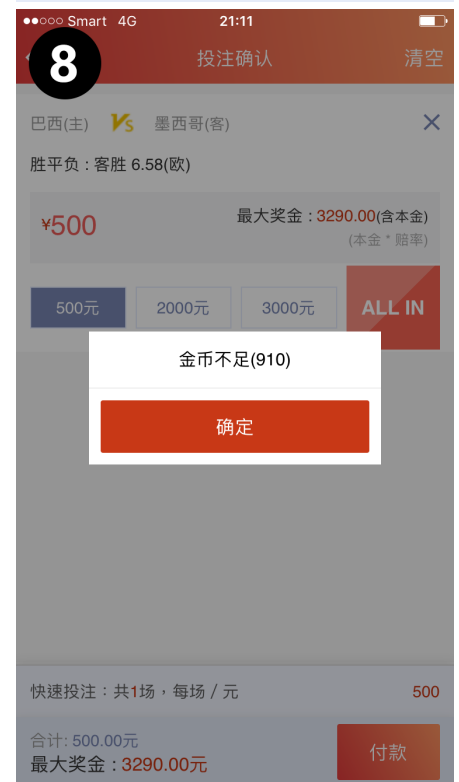 Smart 4G 21:11
8
投注确认 清空
巴西(主) VS 墨西哥(客)
胜平负 : 客胜 6.58(欧)
¥500 最大奖金 : 3290.00(含本金)
(本金 * 赔率)
500元 2000元 3000元 ALL IN
金币不足(910)
确定
快速投注：共1场，每场 / 元 500
合计: 500.00元
最大奖金 : 3290.00元
付款